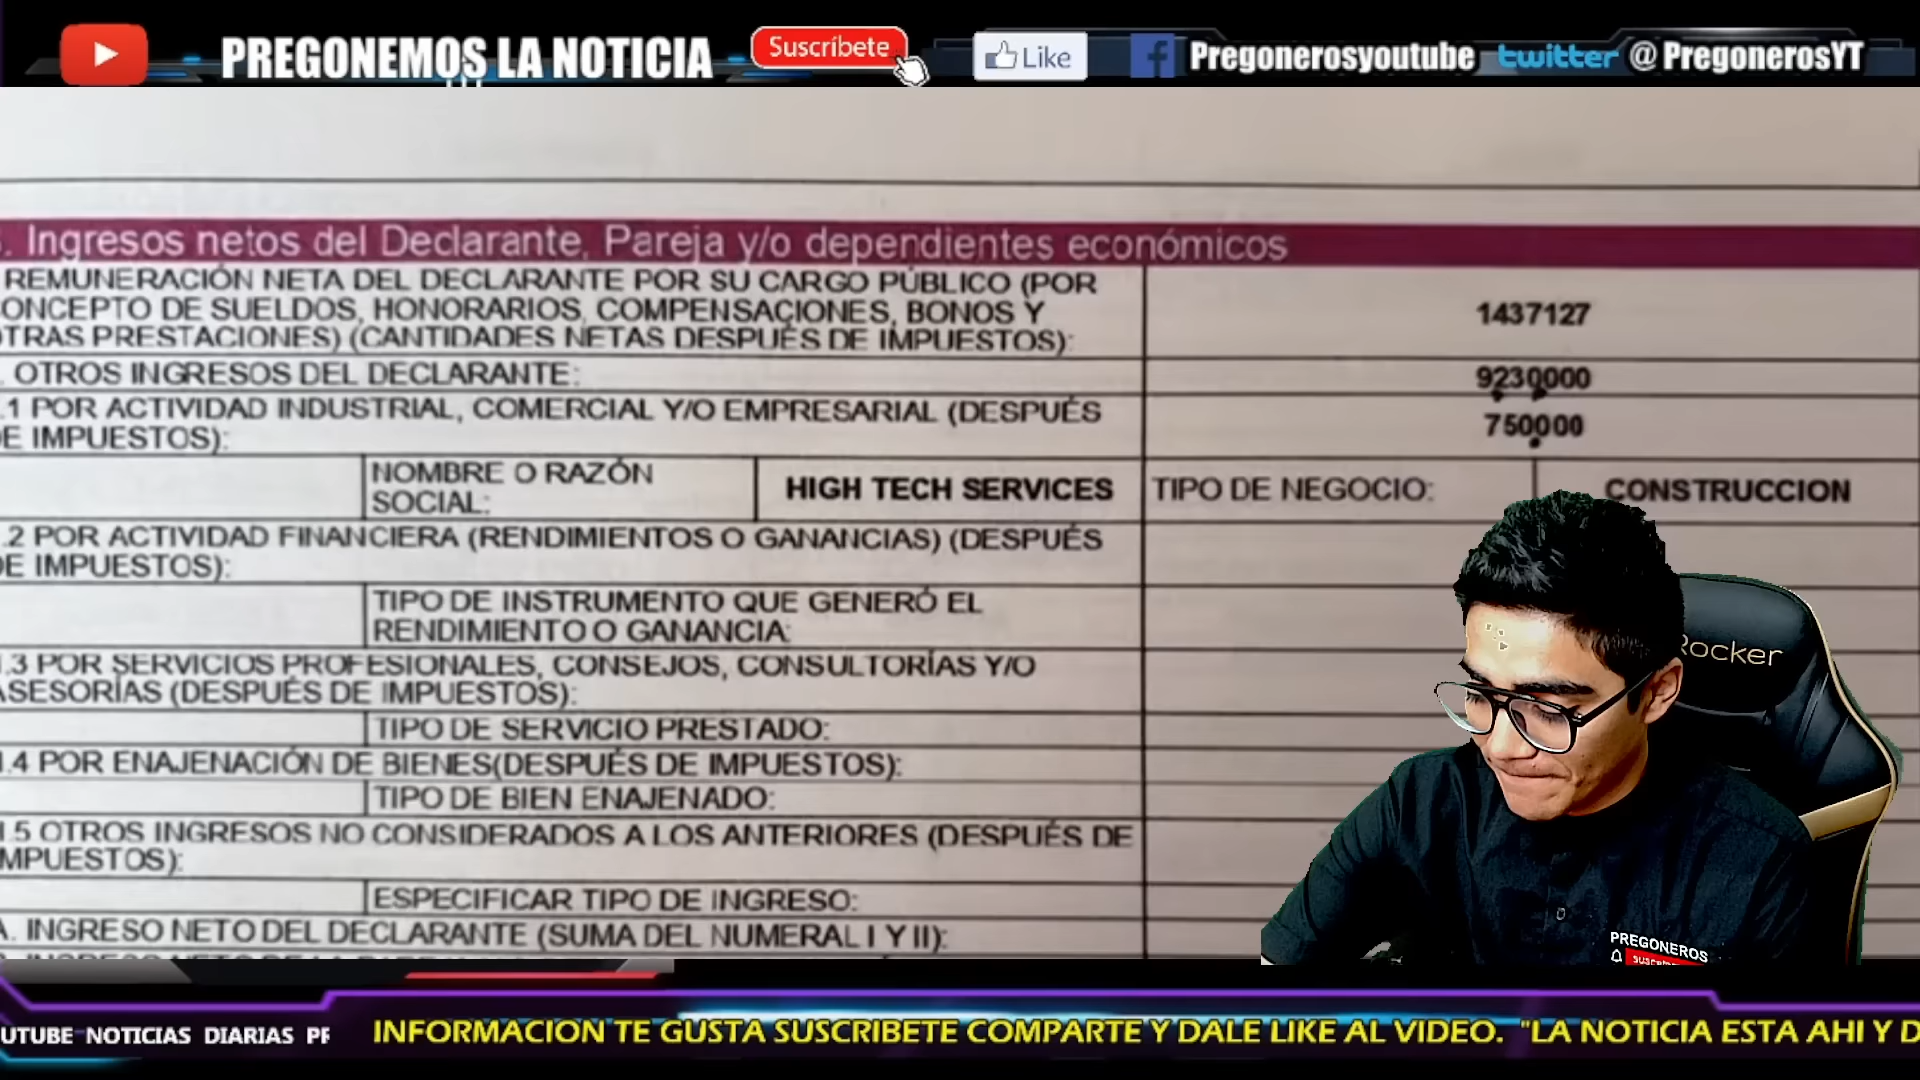 PREGONEMOS LA NOTICIA
Suscríbete
Like
Pregonerosyoutube
twitter @PregonerosYT
. Ingresos netos del Declarante, Pareja y/o dependientes económicos
REMUNERACIÓN NETA DEL DECLARANTE POR SU CARGO PÚBLICO (POR
ONCEPTO DE SUELDOS, HONORARIOS, COMPENSACIONES, BONOS Y
TRAS PRESTACIONES) (CANTIDADES NETAS DESPUÉS DE IMPUESTOS):
1437127
. OTROS INGRESOS DEL DECLARANTE:
9230000
.1 POR ACTIVIDAD INDUSTRIAL, COMERCIAL Y/O EMPRESARIAL (DESPUÉS
E IMPUESTOS):
750000
NOMBRE O RAZÓN
SOCIAL:
HIGH TECH SERVICES
TIPO DE NEGOCIO:
CONSTRUCCION
.2 POR ACTIVIDAD FINANCIERA (RENDIMIENTOS O GANANCIAS) (DESPUÉS
E IMPUESTOS):
TIPO DE INSTRUMENTO QUE GENERÓ EL
RENDIMIENTO O GANANCIA:
.3 POR SERVICIOS PROFESIONALES, CONSEJOS, CONSULTORÍAS Y/O
ASESORÍAS (DESPUÉS DE IMPUESTOS):
TIPO DE SERVICIO PRESTADO:
.4 POR ENAJENACIÓN DE BIENES(DESPUÉS DE IMPUESTOS):
TIPO DE BIEN ENAJENADO:
.5 OTROS INGRESOS NO CONSIDERADOS A LOS ANTERIORES (DESPUÉS DE
MPUESTOS):
ESPECIFICAR TIPO DE INGRESO:
A. INGRESO NETO DEL DECLARANTE (SUMA DEL NUMERAL I Y II):
Rocker
PREGONEROS
UTUBE NOTICIAS DIARIAS PR
INFORMACION TE GUSTA SUSCRIBETE COMPARTE Y DALE LIKE AL VIDEO. "LA NOTICIA ESTA AHI Y D